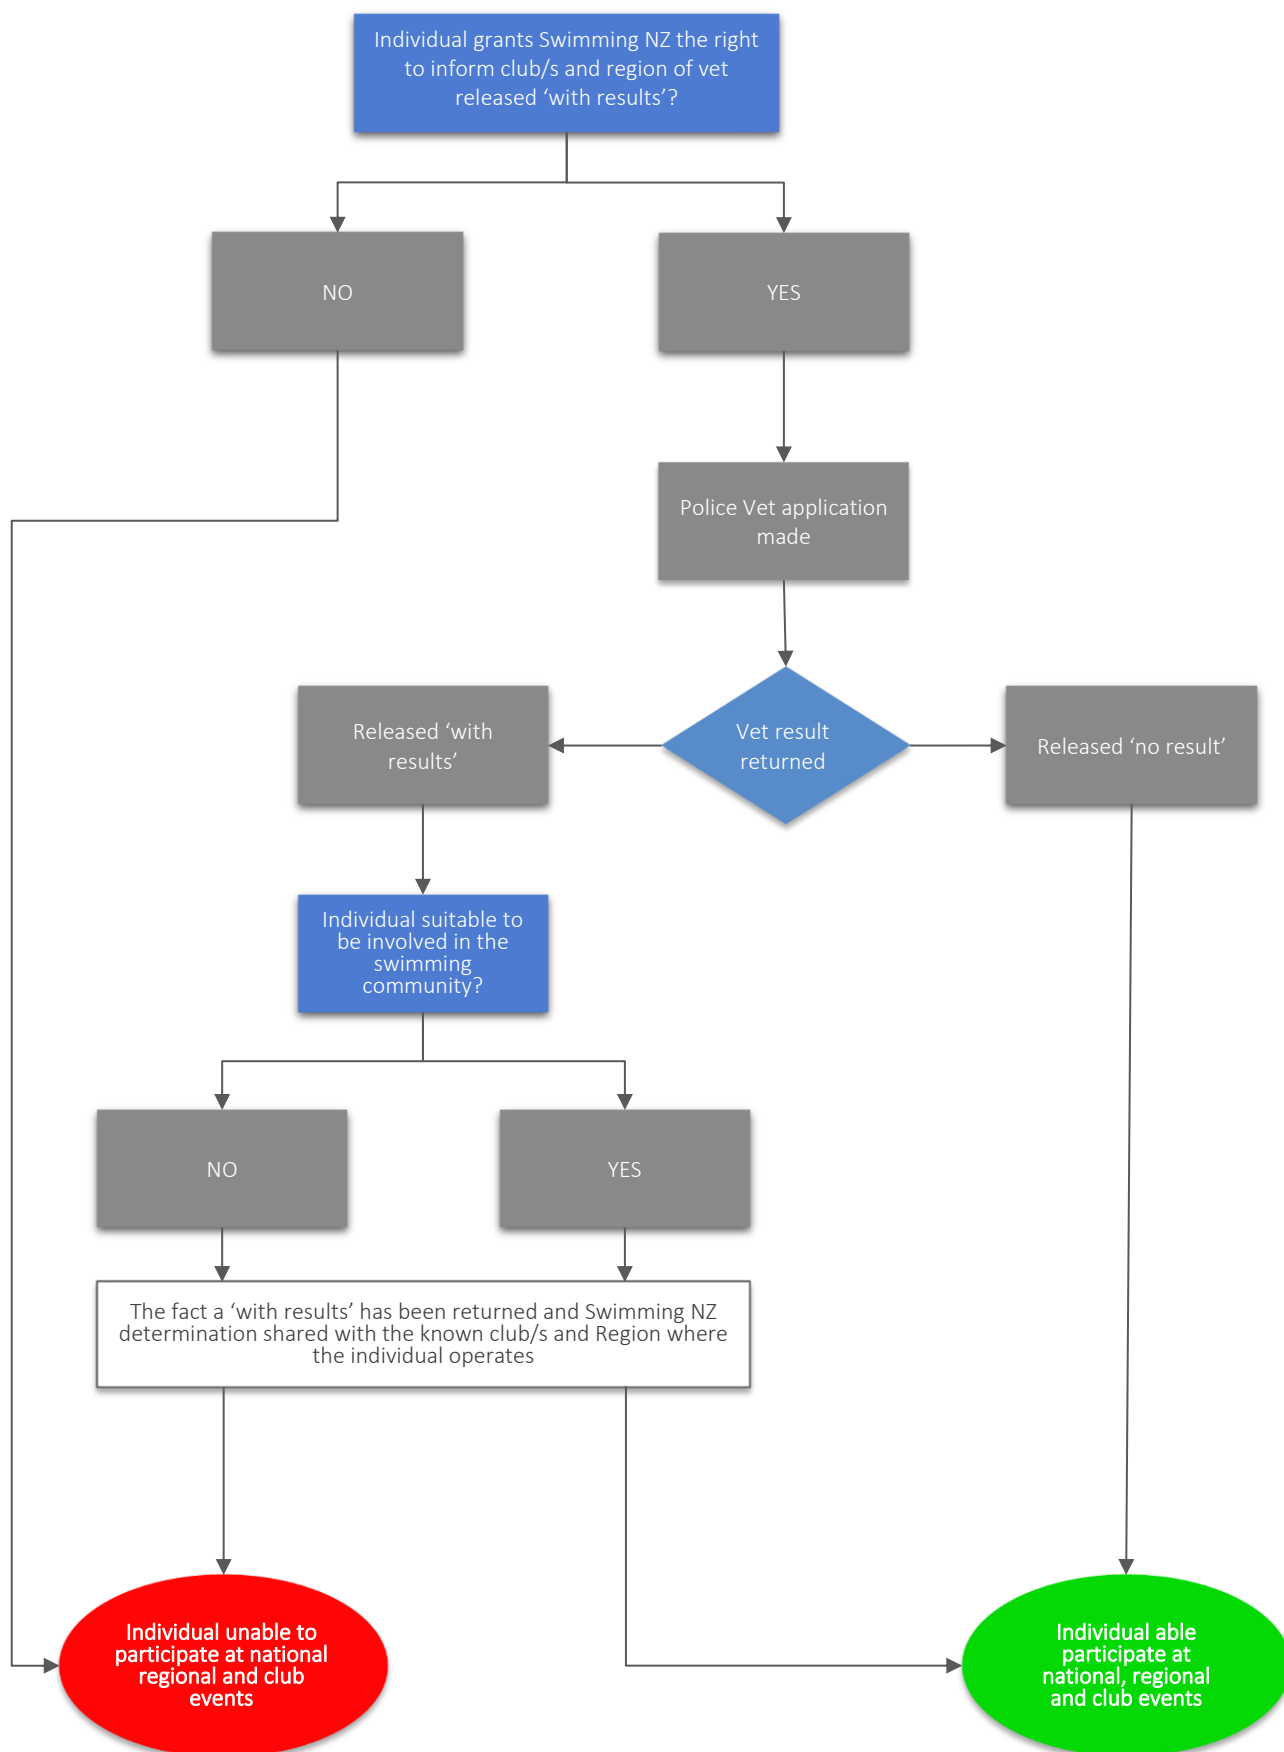 Individual grants Swimming NZ the right
to inform club/s and region of vet
released ‘with results’?
NO
YES
Police Vet application
made
Released ‘with
results’
Vet result
returned
Released ‘no result’
Individual suitable to
be involved in the
swimming
community?
NO
YES
The fact a ‘with results’ has been returned and Swimming NZ
determination shared with the known club/s and Region where
the individual operates
Individual unable to
participate at national
regional and club
events
Individual able
participate at
national, regional
and club events